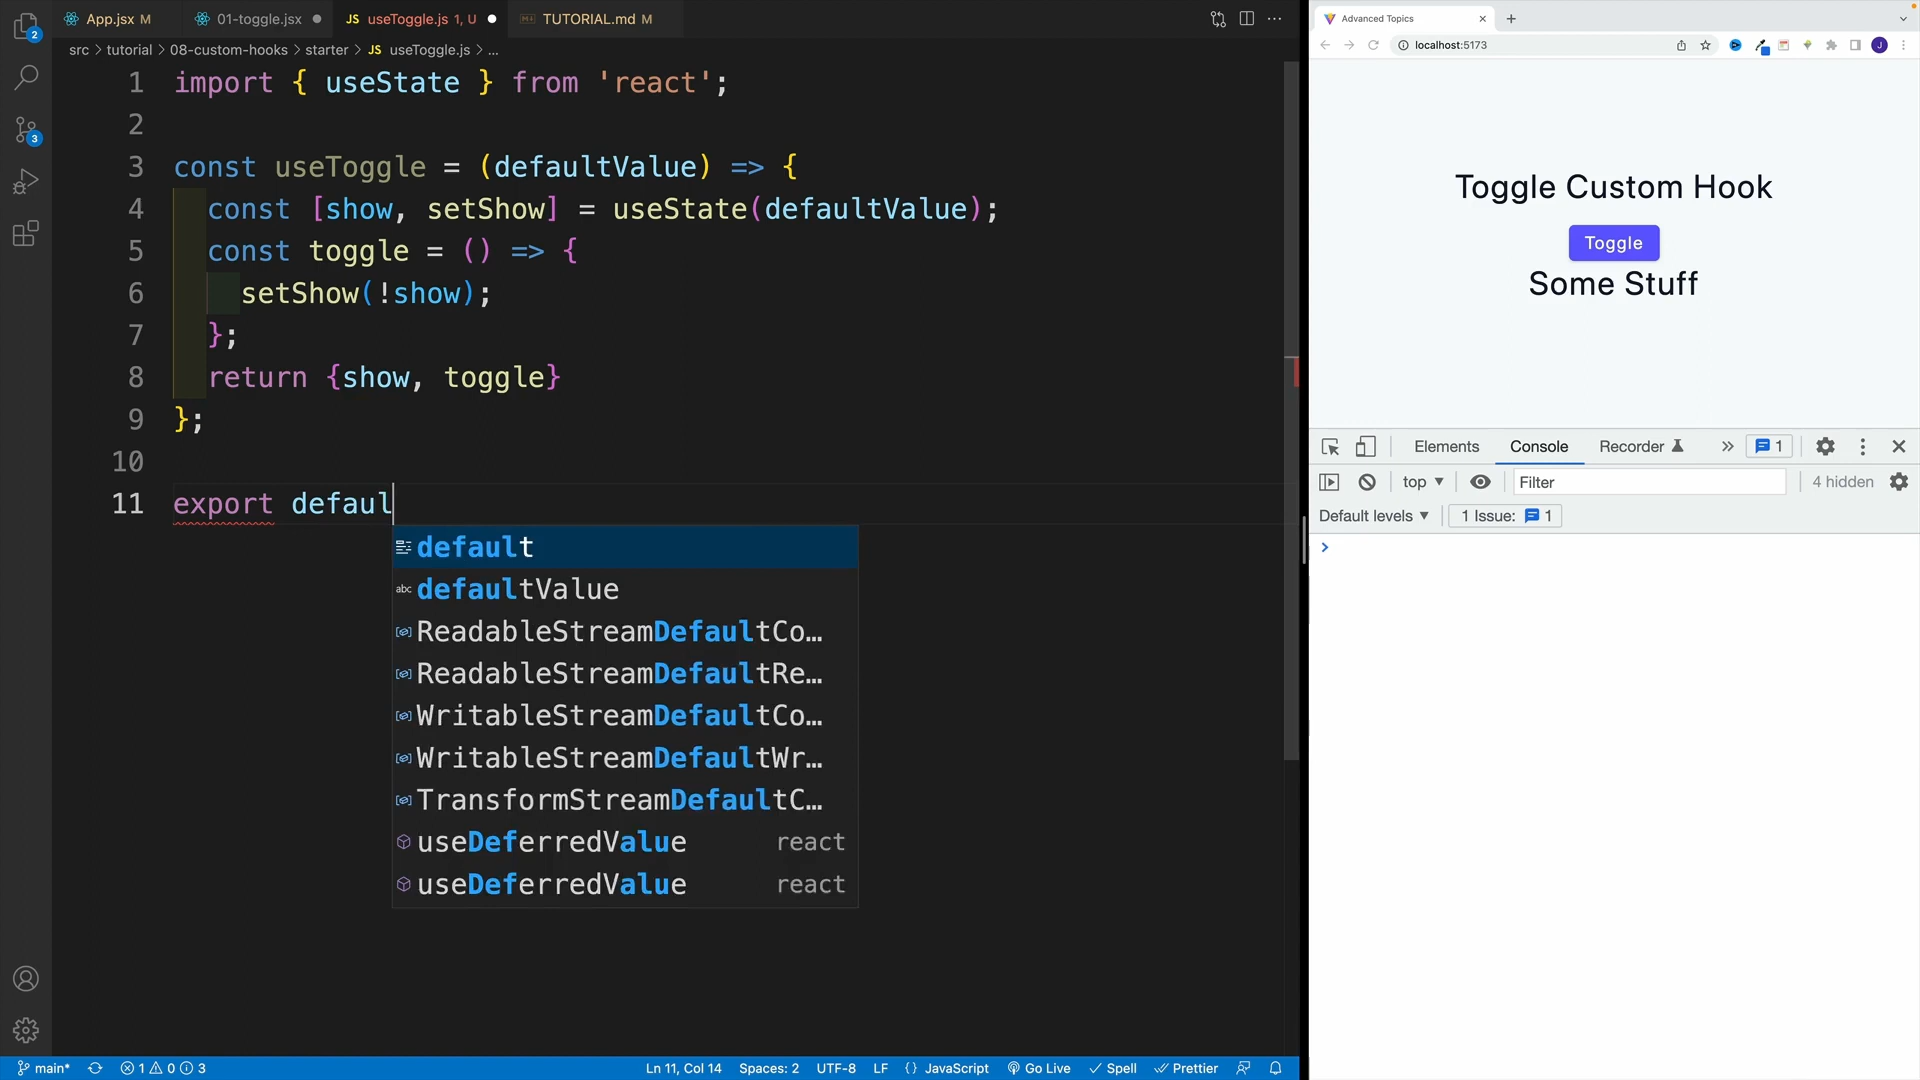 App.jsx M
01-toggle.jsx
JS useToggle.js 1, U
TUTORIAL.md M
src > tutorial > 08-custom-hooks > starter > JS useToggle.js > ...
1 import { useState } from 'react';
2
3 const useToggle = (defaultValue) => {
4 const [show, setShow] = useState(defaultValue);
5 const toggle = () => {
6 setShow(!show);
7 };
8 return {show, toggle}
9 };
10
11 export defaul
default
abc defaultValue
ReadableStreamDefaultCo…
ReadableStreamDefaultRe…
WritableStreamDefaultCo…
WritableStreamDefaultWr…
TransformStreamDefaultC…
useDeferredValue react
useDeferredValue react
2
3
main* 1 0 3
Ln 11, Col 14 Spaces: 2 UTF-8 LF {} JavaScript Go Live Spell Prettier
Advanced Topics
localhost:5173
J
Toggle Custom Hook
Toggle
Some Stuff
Elements Console Recorder 1
top Filter 4 hidden
Default levels 1 Issue: 1